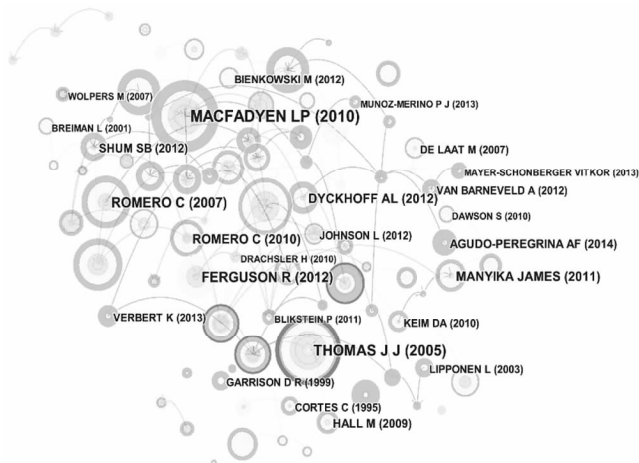 BIENKOWSKI M (2012)
WOLPERS M (2007)
MUNOZ-MERINO P J (2013)
MACFADYEN LP (2010)
BREIMAN L (2001)
SHUM SB (2012)
DE LAAT M (2007)
MAYER-SCHONBERGER VITKOR (2013)
VAN BARNEVELD A (2012)
DYCKHOFF AL (2012)
ROMERO C (2007)
DAWSON S (2010)
JOHNSON L (2012)
ROMERO C (2010)
AGUDO-PEREGRINA AF (2014)
DRACHSLER H (2010)
FERGUSON R (2012)
MANYIKA JAMES (2011)
VERBERT K (2013)
BLIKSTEIN P (2011)
KEIM DA (2010)
THOMAS J J (2005)
LIPPONEN L (2003)
GARRISON D R (1999)
CORTES C (1995)
HALL M (2009)